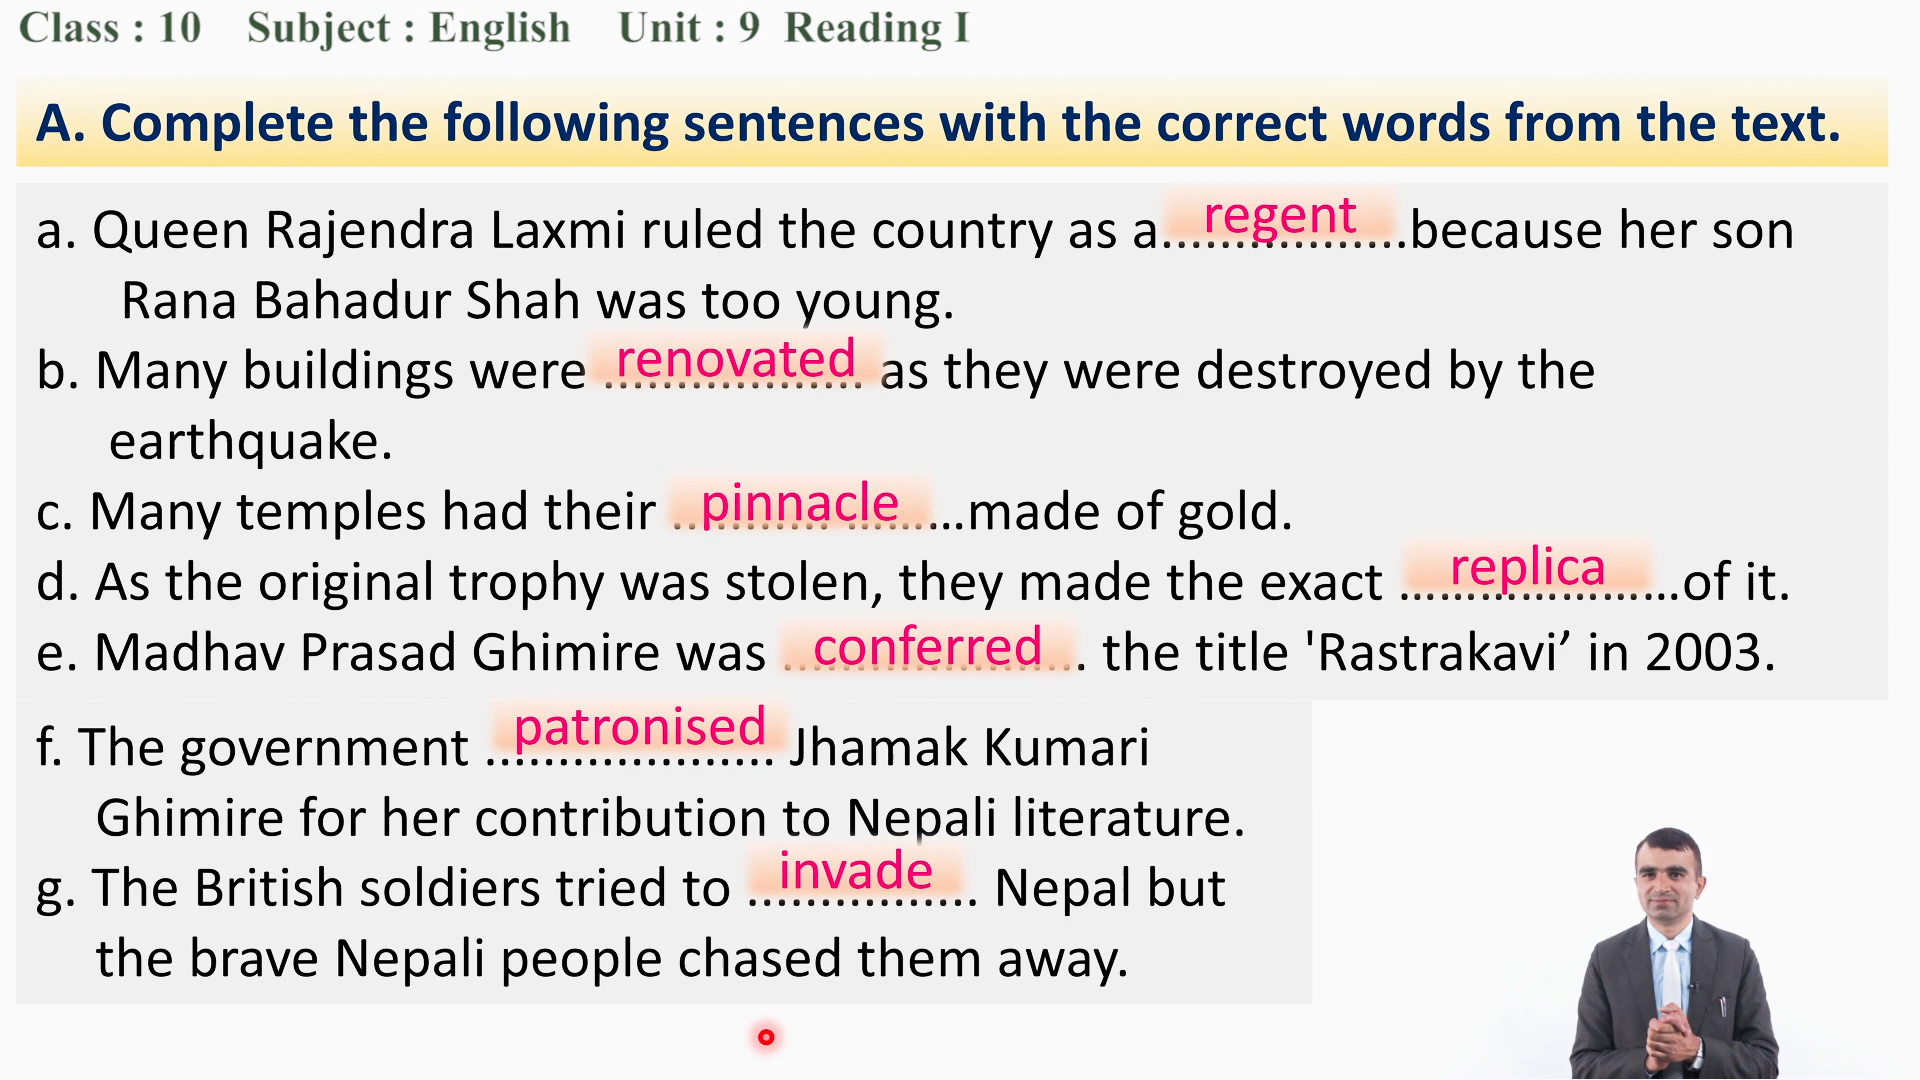 Class : 10 Subject : English Unit : 9 Reading I
A. Complete the following sentences with the correct words from the text.
a. Queen Rajendra Laxmi ruled the country as a.......regent..........because her son
Rana Bahadur Shah was too young.
b. Many buildings were ......renovated............ as they were destroyed by the
earthquake.
c. Many temples had their ......pinnacle............made of gold.
d. As the original trophy was stolen, they made the exact ......replica............of it.
e. Madhav Prasad Ghimire was ......conferred............ the title 'Rastrakavi’ in 2003.
f. The government ......patronised............ Jhamak Kumari
Ghimire for her contribution to Nepali literature.
g. The British soldiers tried to ......invade.......... Nepal but
the brave Nepali people chased them away.